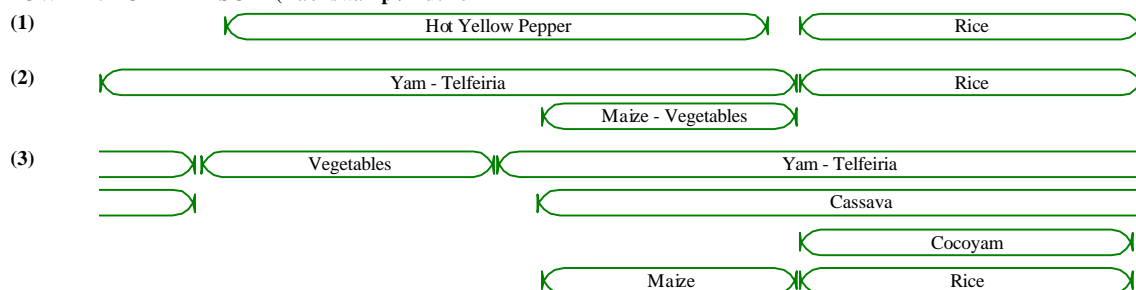 (1) Hot Yellow Pepper Rice
(2) Yam - Telfeiria Rice
Maize - Vegetables
(3) Vegetables Yam - Telfeiria
Cassava
Cocoyam
Maize Rice